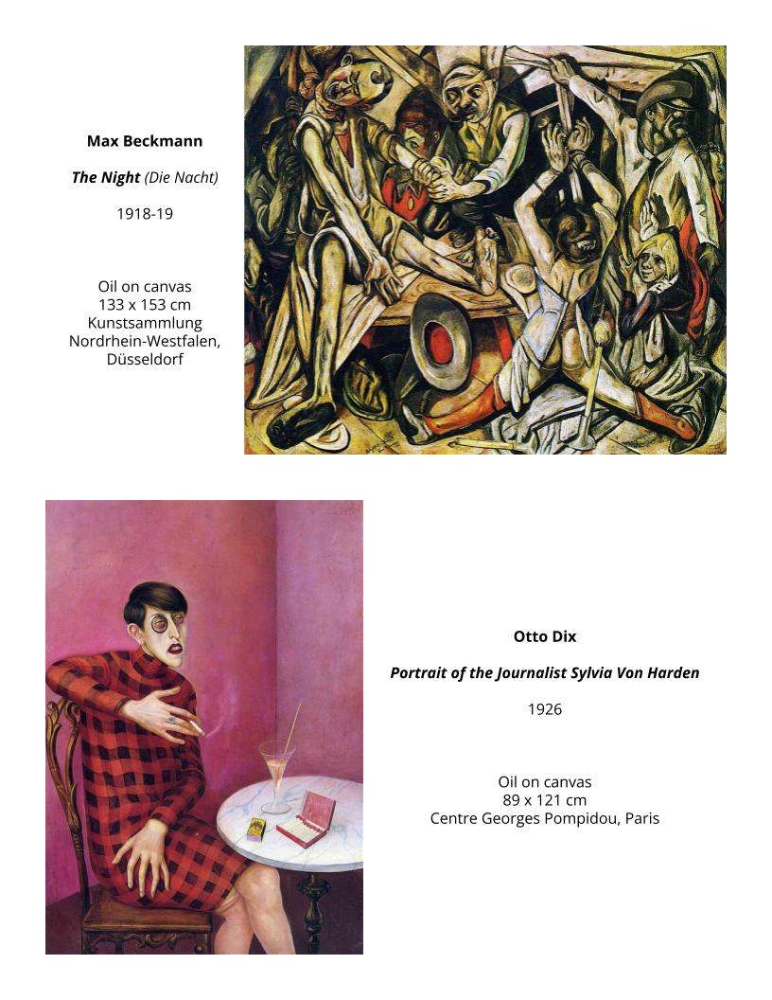 Max Beckmann
The Night (Die Nacht)
1918-19
Oil on canvas
133 x 153 cm
Kunstsammlung
Nordrhein-Westfalen,
Düsseldorf
Otto Dix
Portrait of the Journalist Sylvia Von Harden
1926
Oil on canvas
89 x 121 cm
Centre Georges Pompidou, Paris